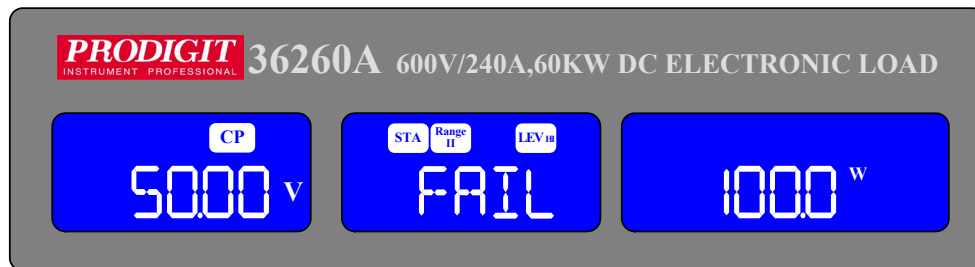 PRODIGIT
INSTRUMENT PROFESSIONAL
36260A 600V/240A,60KW DC ELECTRONIC LOAD
CP
50.00 V
STA Range II LEV HI
FAIL
100.0 W